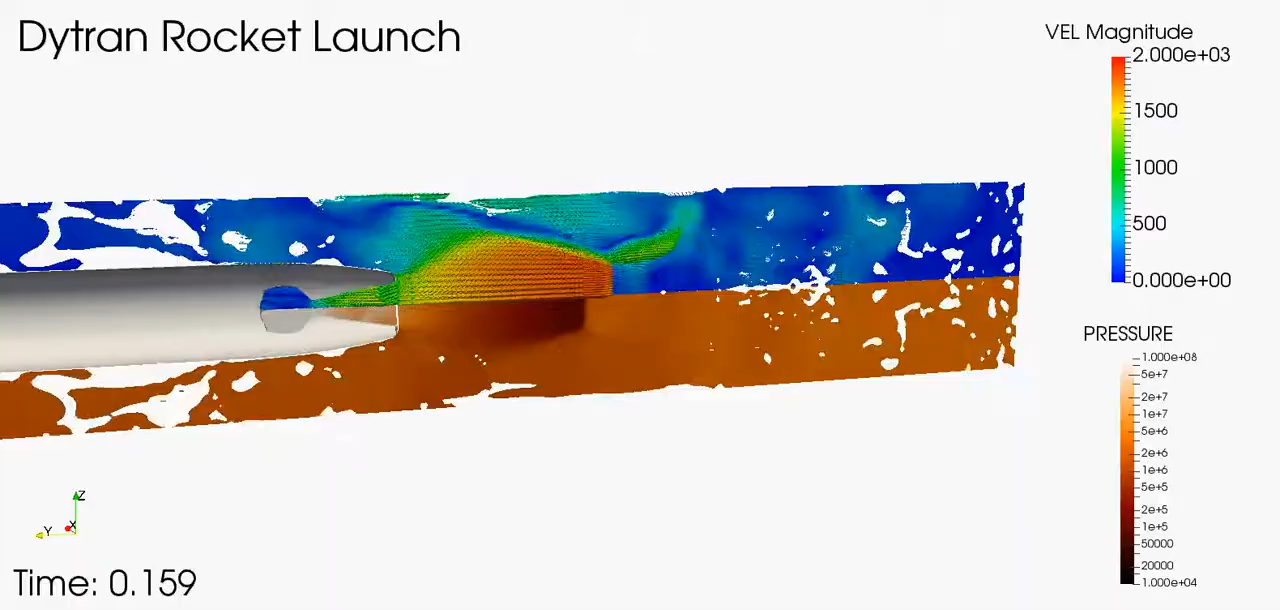 Dytran Rocket Launch
VEL Magnitude
2.000e+03
1500
1000
500
0.000e+00
PRESSURE
1.000e+08
5e+7
2e+7
1e+7
5e+6
2e+6
1e+6
5e+5
2e+5
1e+5
50000
20000
1.000e+04
Z
Y
X
Time: 0.159